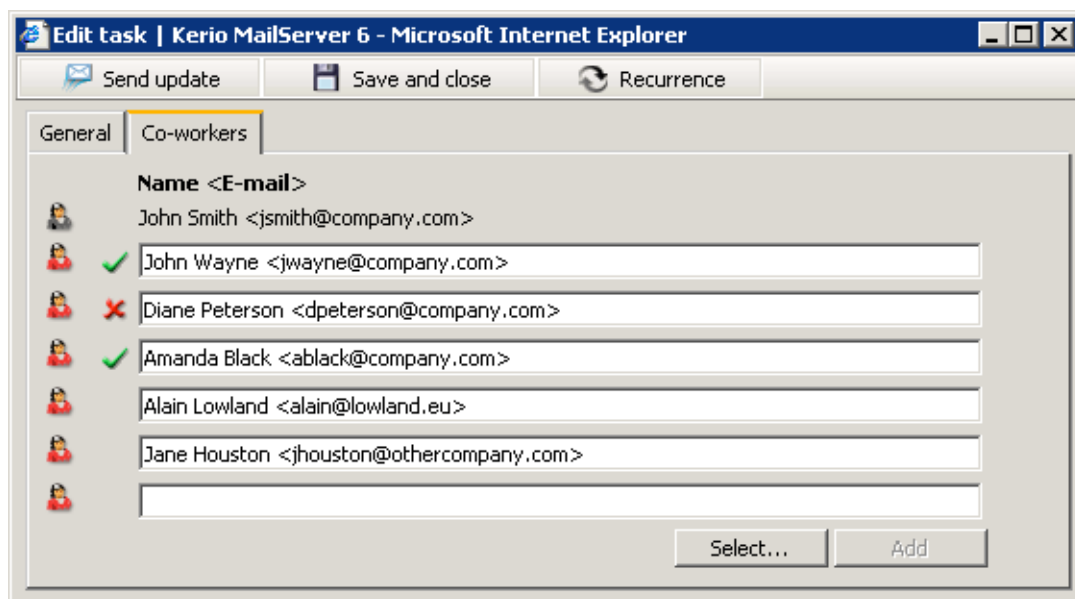 Edit task | Kerio MailServer 6 - Microsoft Internet Explorer
Send update Save and close Recurrence
General Co-workers
Name <E-mail>
John Smith <jsmith@company.com>
John Wayne <jwayne@company.com>
Diane Peterson <dpeterson@company.com>
Amanda Black <ablack@company.com>
Alain Lowland <alain@lowland.eu>
Jane Houston <jhouston@othercompany.com>
Select... Add